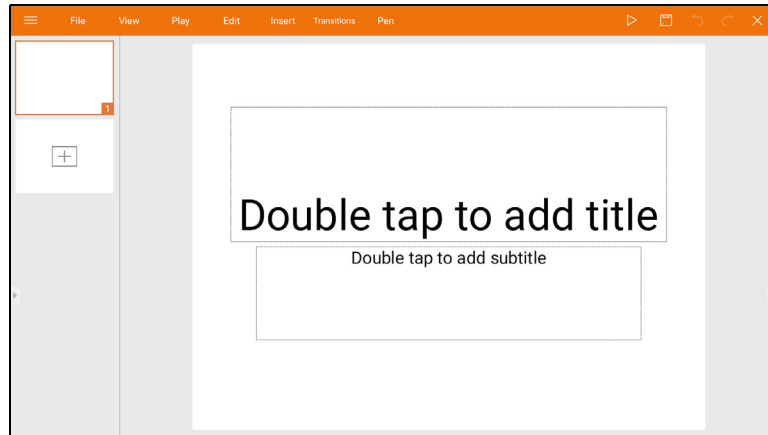 File View Play Edit Insert Transitions Pen
1
Double tap to add title
Double tap to add subtitle